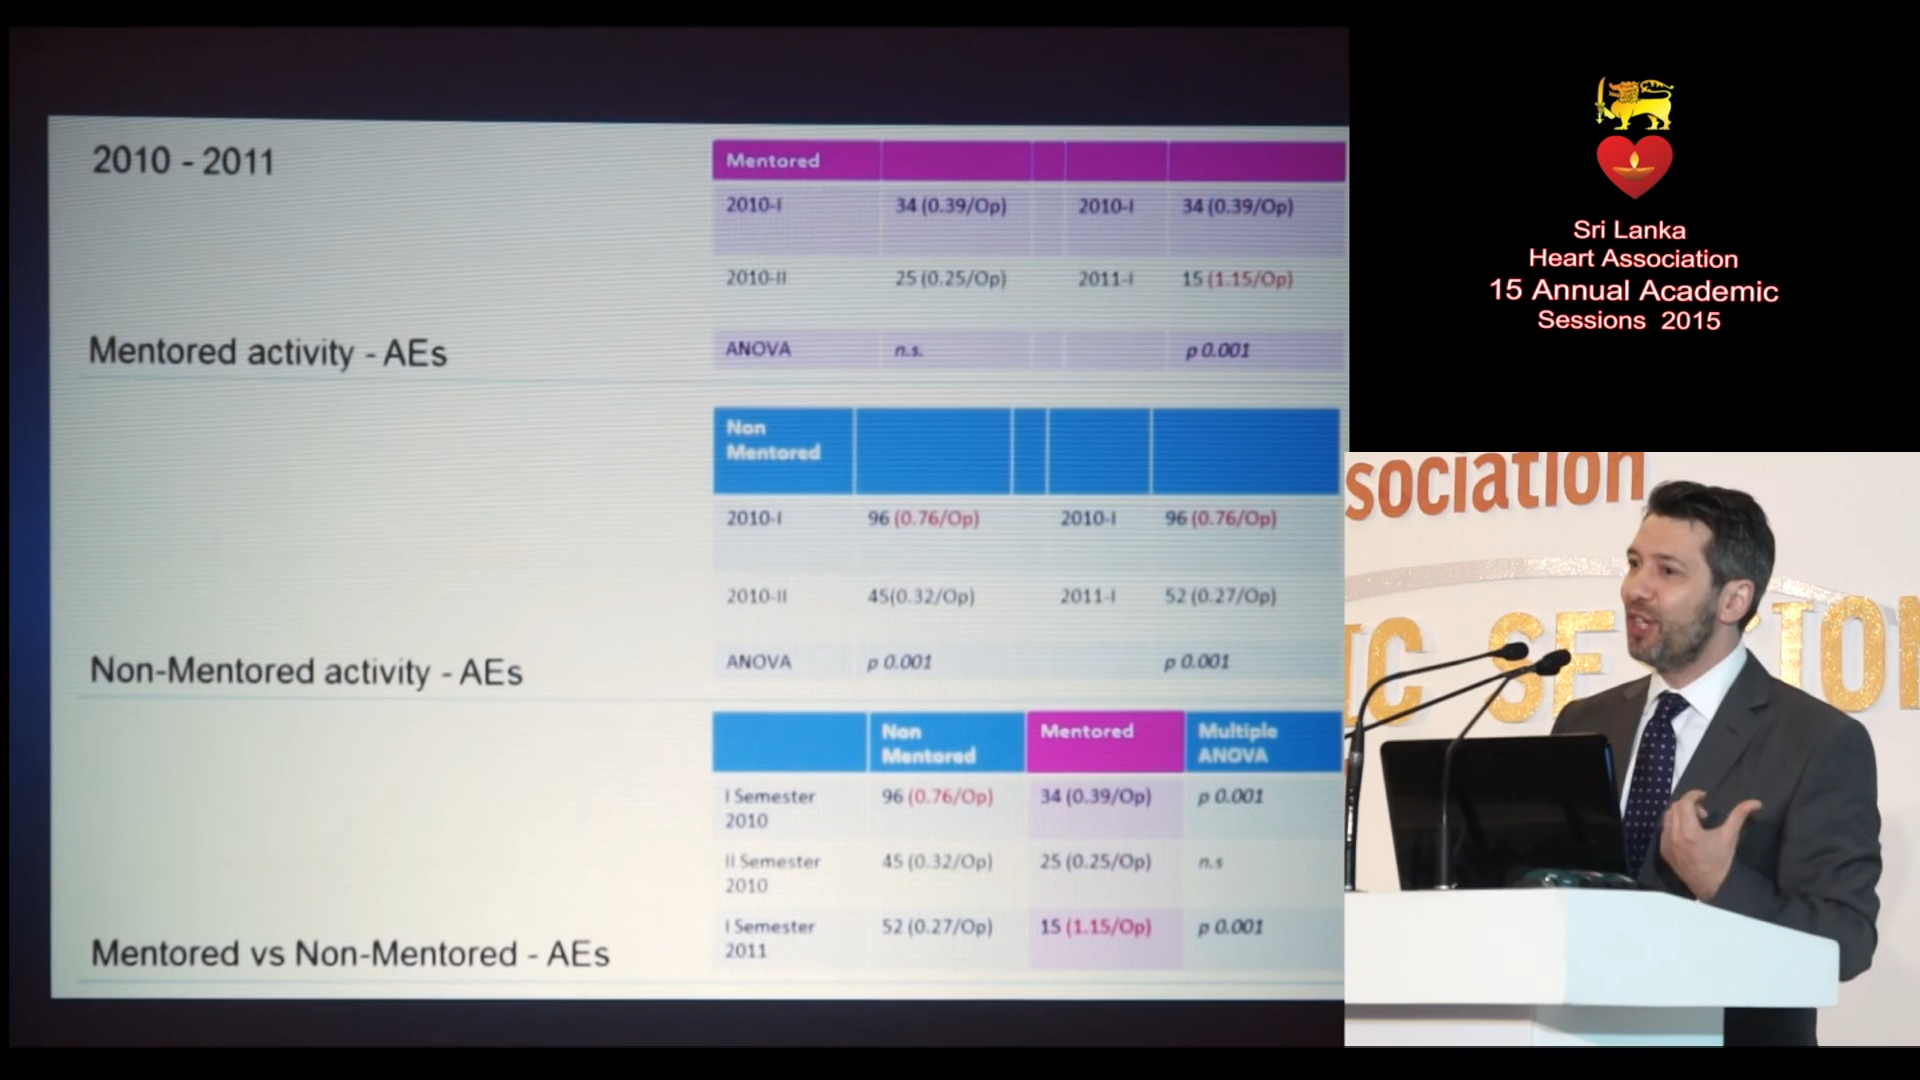 2010 - 2011
Mentored
2010-I 34 (0.39/Op) 2010-I 34 (0.39/Op)
2010-II 25 (0.25/Op) 2011-I 15 (1.15/Op)
Mentored activity - AEs
ANOVA n.s. p 0.001
Non
Mentored
2010-I 96 (0.76/Op) 2010-I 96 (0.76/Op)
2010-II 45(0.32/Op) 2011-I 52 (0.27/Op)
ANOVA p 0.001 p 0.001
Non-Mentored activity - AEs
Non
Mentored
Mentored
Multiple
ANOVA
I Semester
2010
96 (0.76/Op) 34 (0.39/Op) p 0.001
II Semester
2010
45 (0.32/Op) 25 (0.25/Op) n.s
I Semester
2011
52 (0.27/Op) 15 (1.15/Op) p 0.001
Mentored vs Non-Mentored - AEs
Sri Lanka
Heart Association
15 Annual Academic
Sessions 2015
sociation
IC SE SIO